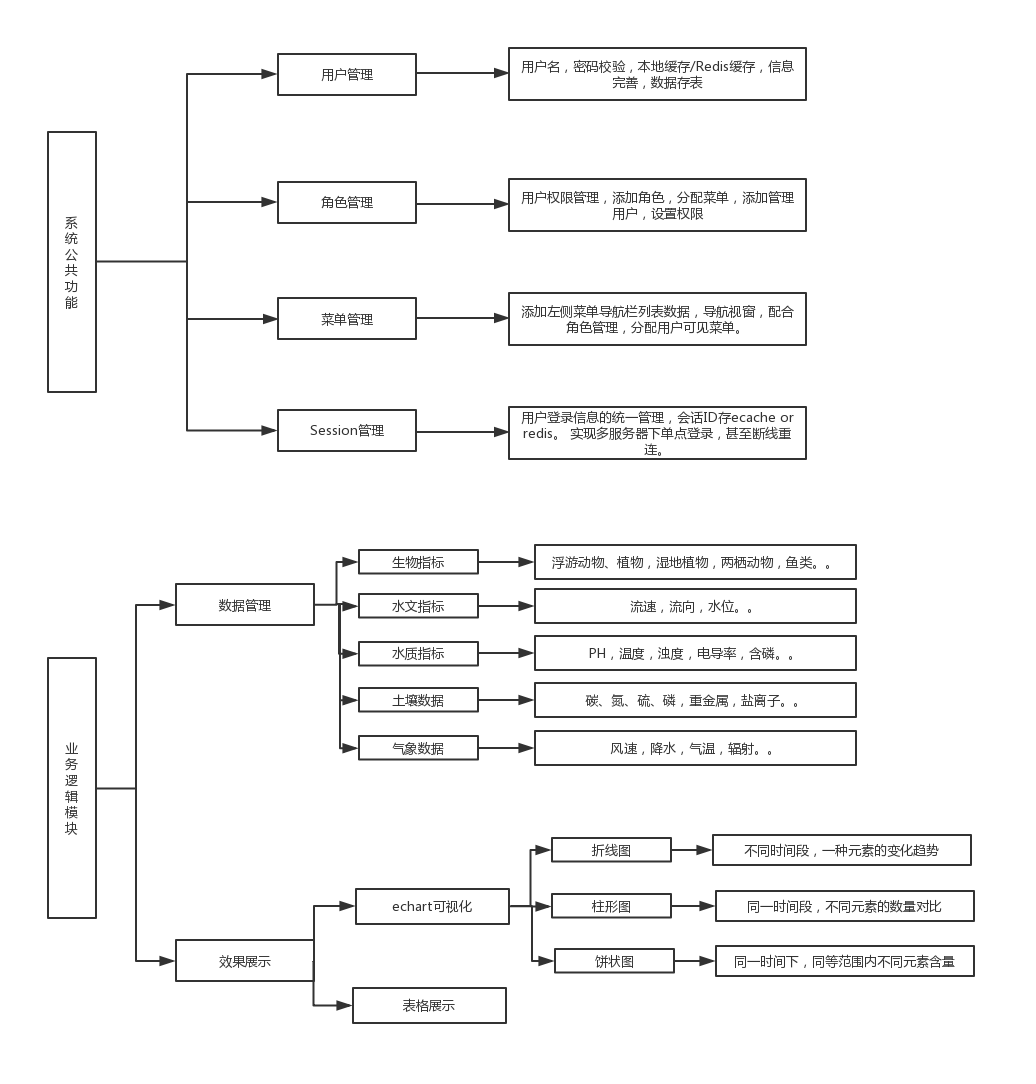 系统公共功能
用户管理
用户名，密码校验，本地缓存/Redis缓存，信息
完善，数据存表
角色管理
用户权限管理，添加角色，分配菜单，添加管理
用户，设置权限
菜单管理
添加左侧菜单导航栏列表数据，导航视窗，配合
角色管理，分配用户可见菜单。
Session管理
用户登录信息的统一管理，会话ID存ecache or
redis。 实现多服务器下单点登录，甚至断线重
连。
业务逻辑模块
数据管理
生物指标
浮游动物、植物，湿地植物，两栖动物，鱼类。。
水文指标
流速，流向，水位。。
水质指标
PH，温度，浊度，电导率，含磷。。
土壤数据
碳、氮、硫、磷，重金属，盐离子。。
气象数据
风速，降水，气温，辐射。。
效果展示
echart可视化
折线图
不同时间段，一种元素的变化趋势
柱形图
同一时间段，不同元素的数量对比
饼状图
同一时间下，同等范围内不同元素含量
表格展示